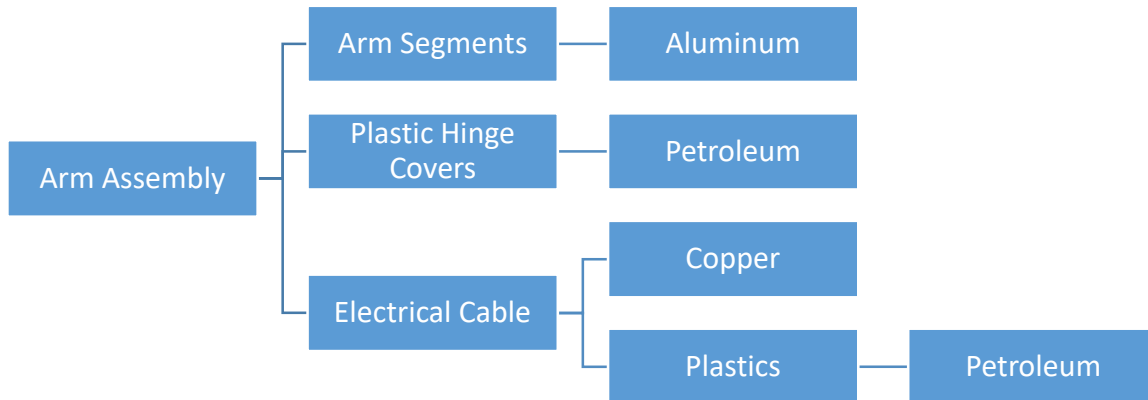 Arm Assembly
Arm Segments
Aluminum
Plastic Hinge
Covers
Petroleum
Electrical Cable
Copper
Plastics
Petroleum